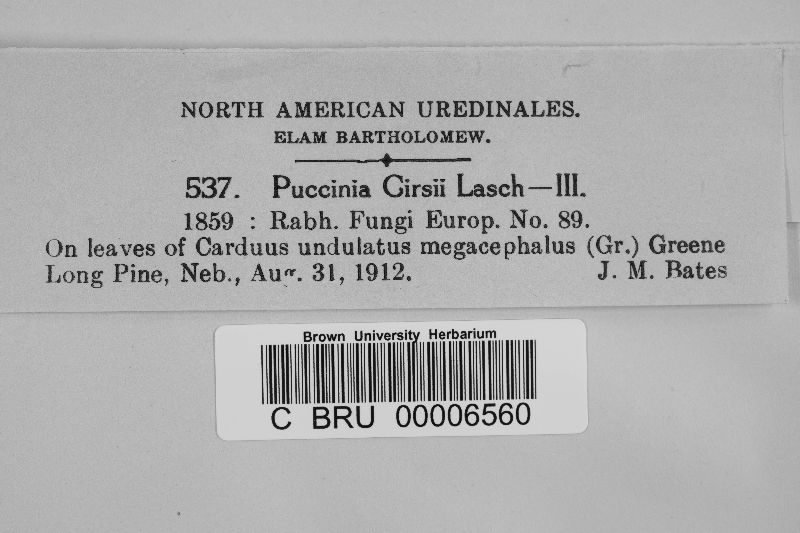 NORTH AMERICAN UREDINALES.
ELAM BARTHOLOMEW.
537. Puccinia Cirsii Lasch—III.
1859 : Rabh. Fungi Europ. No. 89.
On leaves of Carduus undulatus megacephalus (Gr.) Greene
Long Pine, Neb., Aug. 31, 1912. J. M. Bates
Brown University Herbarium
C BRU 00006560